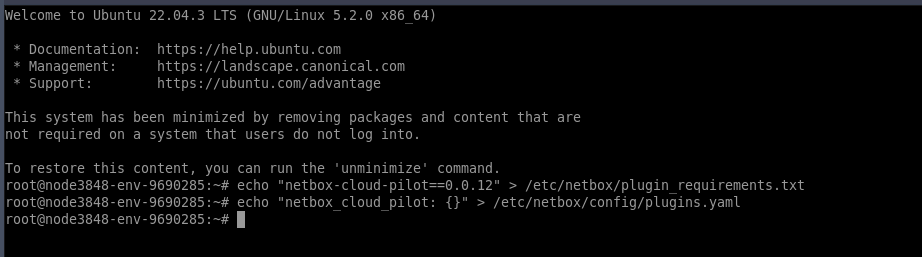 Welcome to Ubuntu 22.04.3 LTS (GNU/Linux 5.2.0 x86_64)

 * Documentation:  https://help.ubuntu.com
 * Management:     https://landscape.canonical.com
 * Support:        https://ubuntu.com/advantage

This system has been minimized by removing packages and content that are
not required on a system that users do not log into.

To restore this content, you can run the 'unminimize' command.
root@node3848-env-9690285:~# echo "netbox-cloud-pilot==0.0.12" > /etc/netbox/plugin_requirements.txt
root@node3848-env-9690285:~# echo "netbox_cloud_pilot: {}" > /etc/netbox/config/plugins.yaml
root@node3848-env-9690285:~#